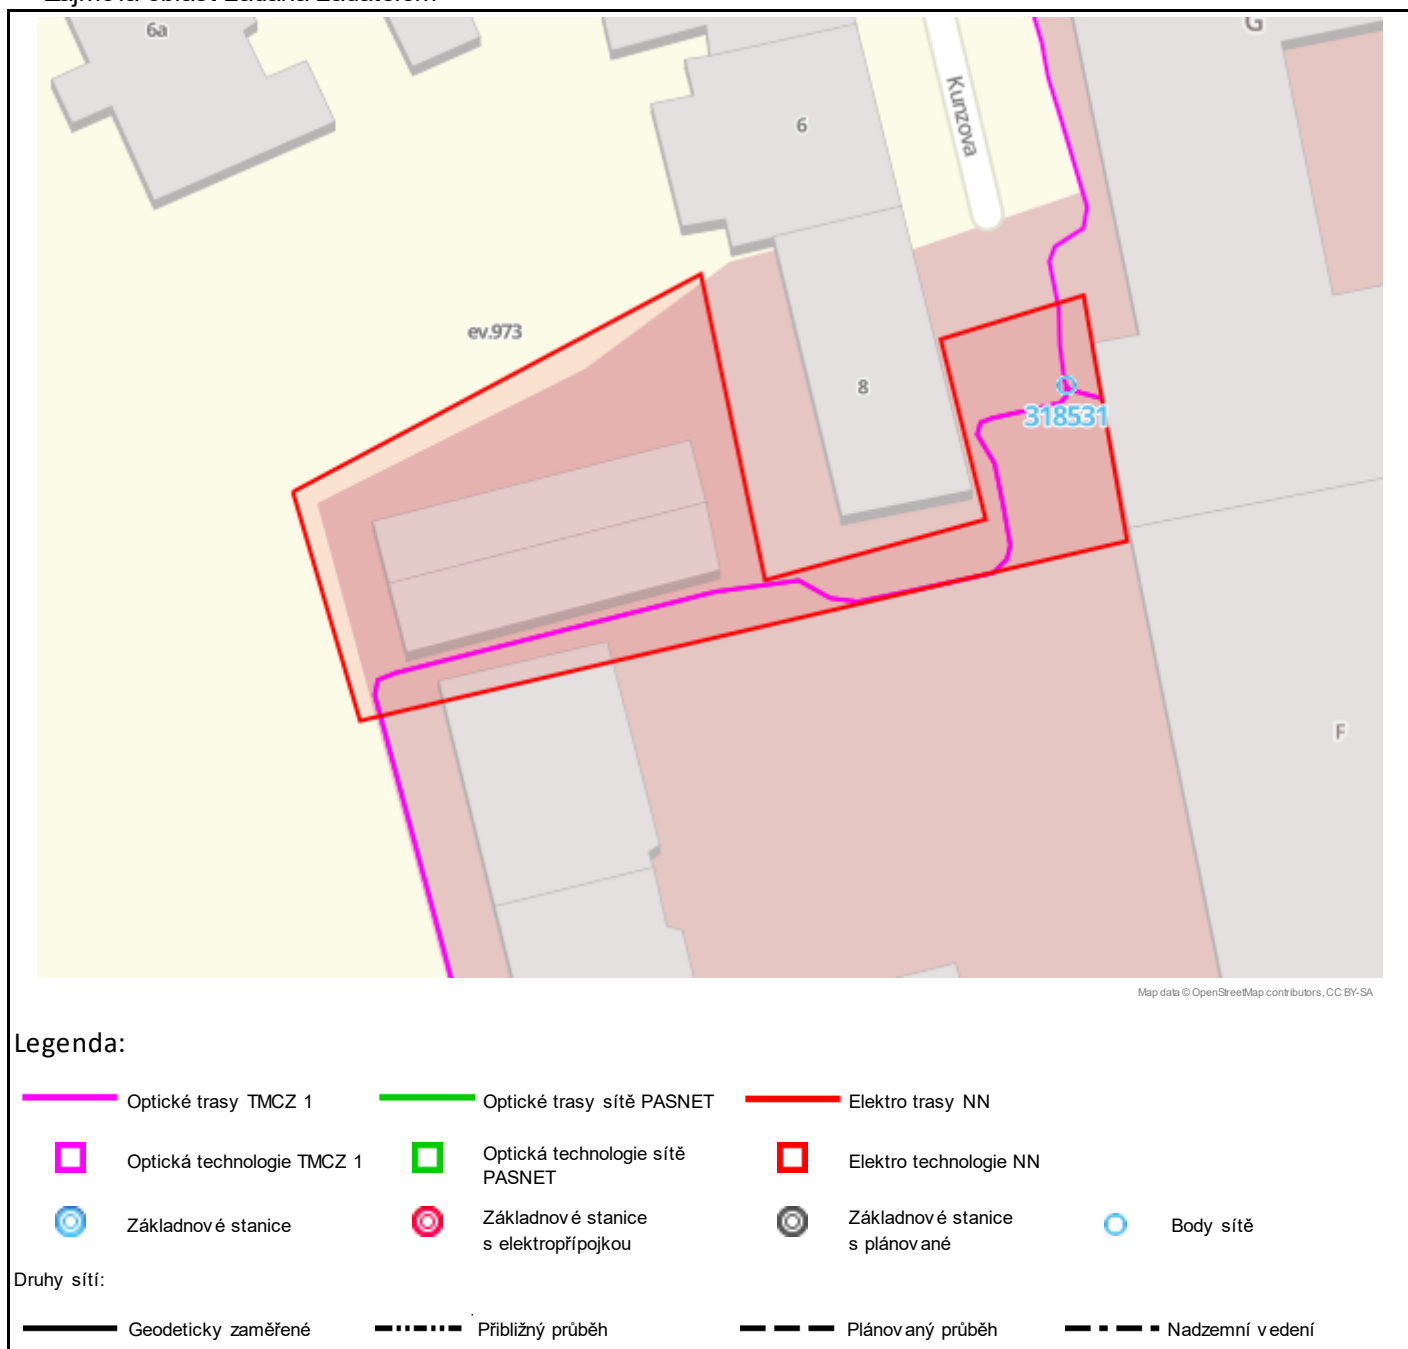 6a
G
Kunzova
6
ev.973
8
318531
F
Map data © OpenStreetMap contributors, CC BY-SA
Legenda:
Optické trasy TMCZ 1
Optické trasy sítě PASNET
Elektro trasy NN
Optická technologie TMCZ 1
Optická technologie sítě
PASNET
Elektro technologie NN
Základnové stanice
Základnové stanice
s elektropřípojkou
Základnové stanice
s plánované
Body sítě
Druhy sítí:
Geodeticky zaměřené
Přibližný průběh
Plánovaný průběh
Nadzemní vedení